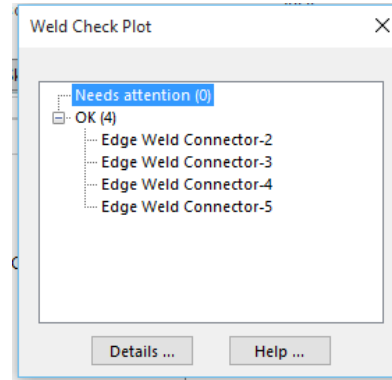 Weld Check Plot
Needs attention (0)
OK (4)
Edge Weld Connector-2
Edge Weld Connector-3
Edge Weld Connector-4
Edge Weld Connector-5
Details ...
Help ...